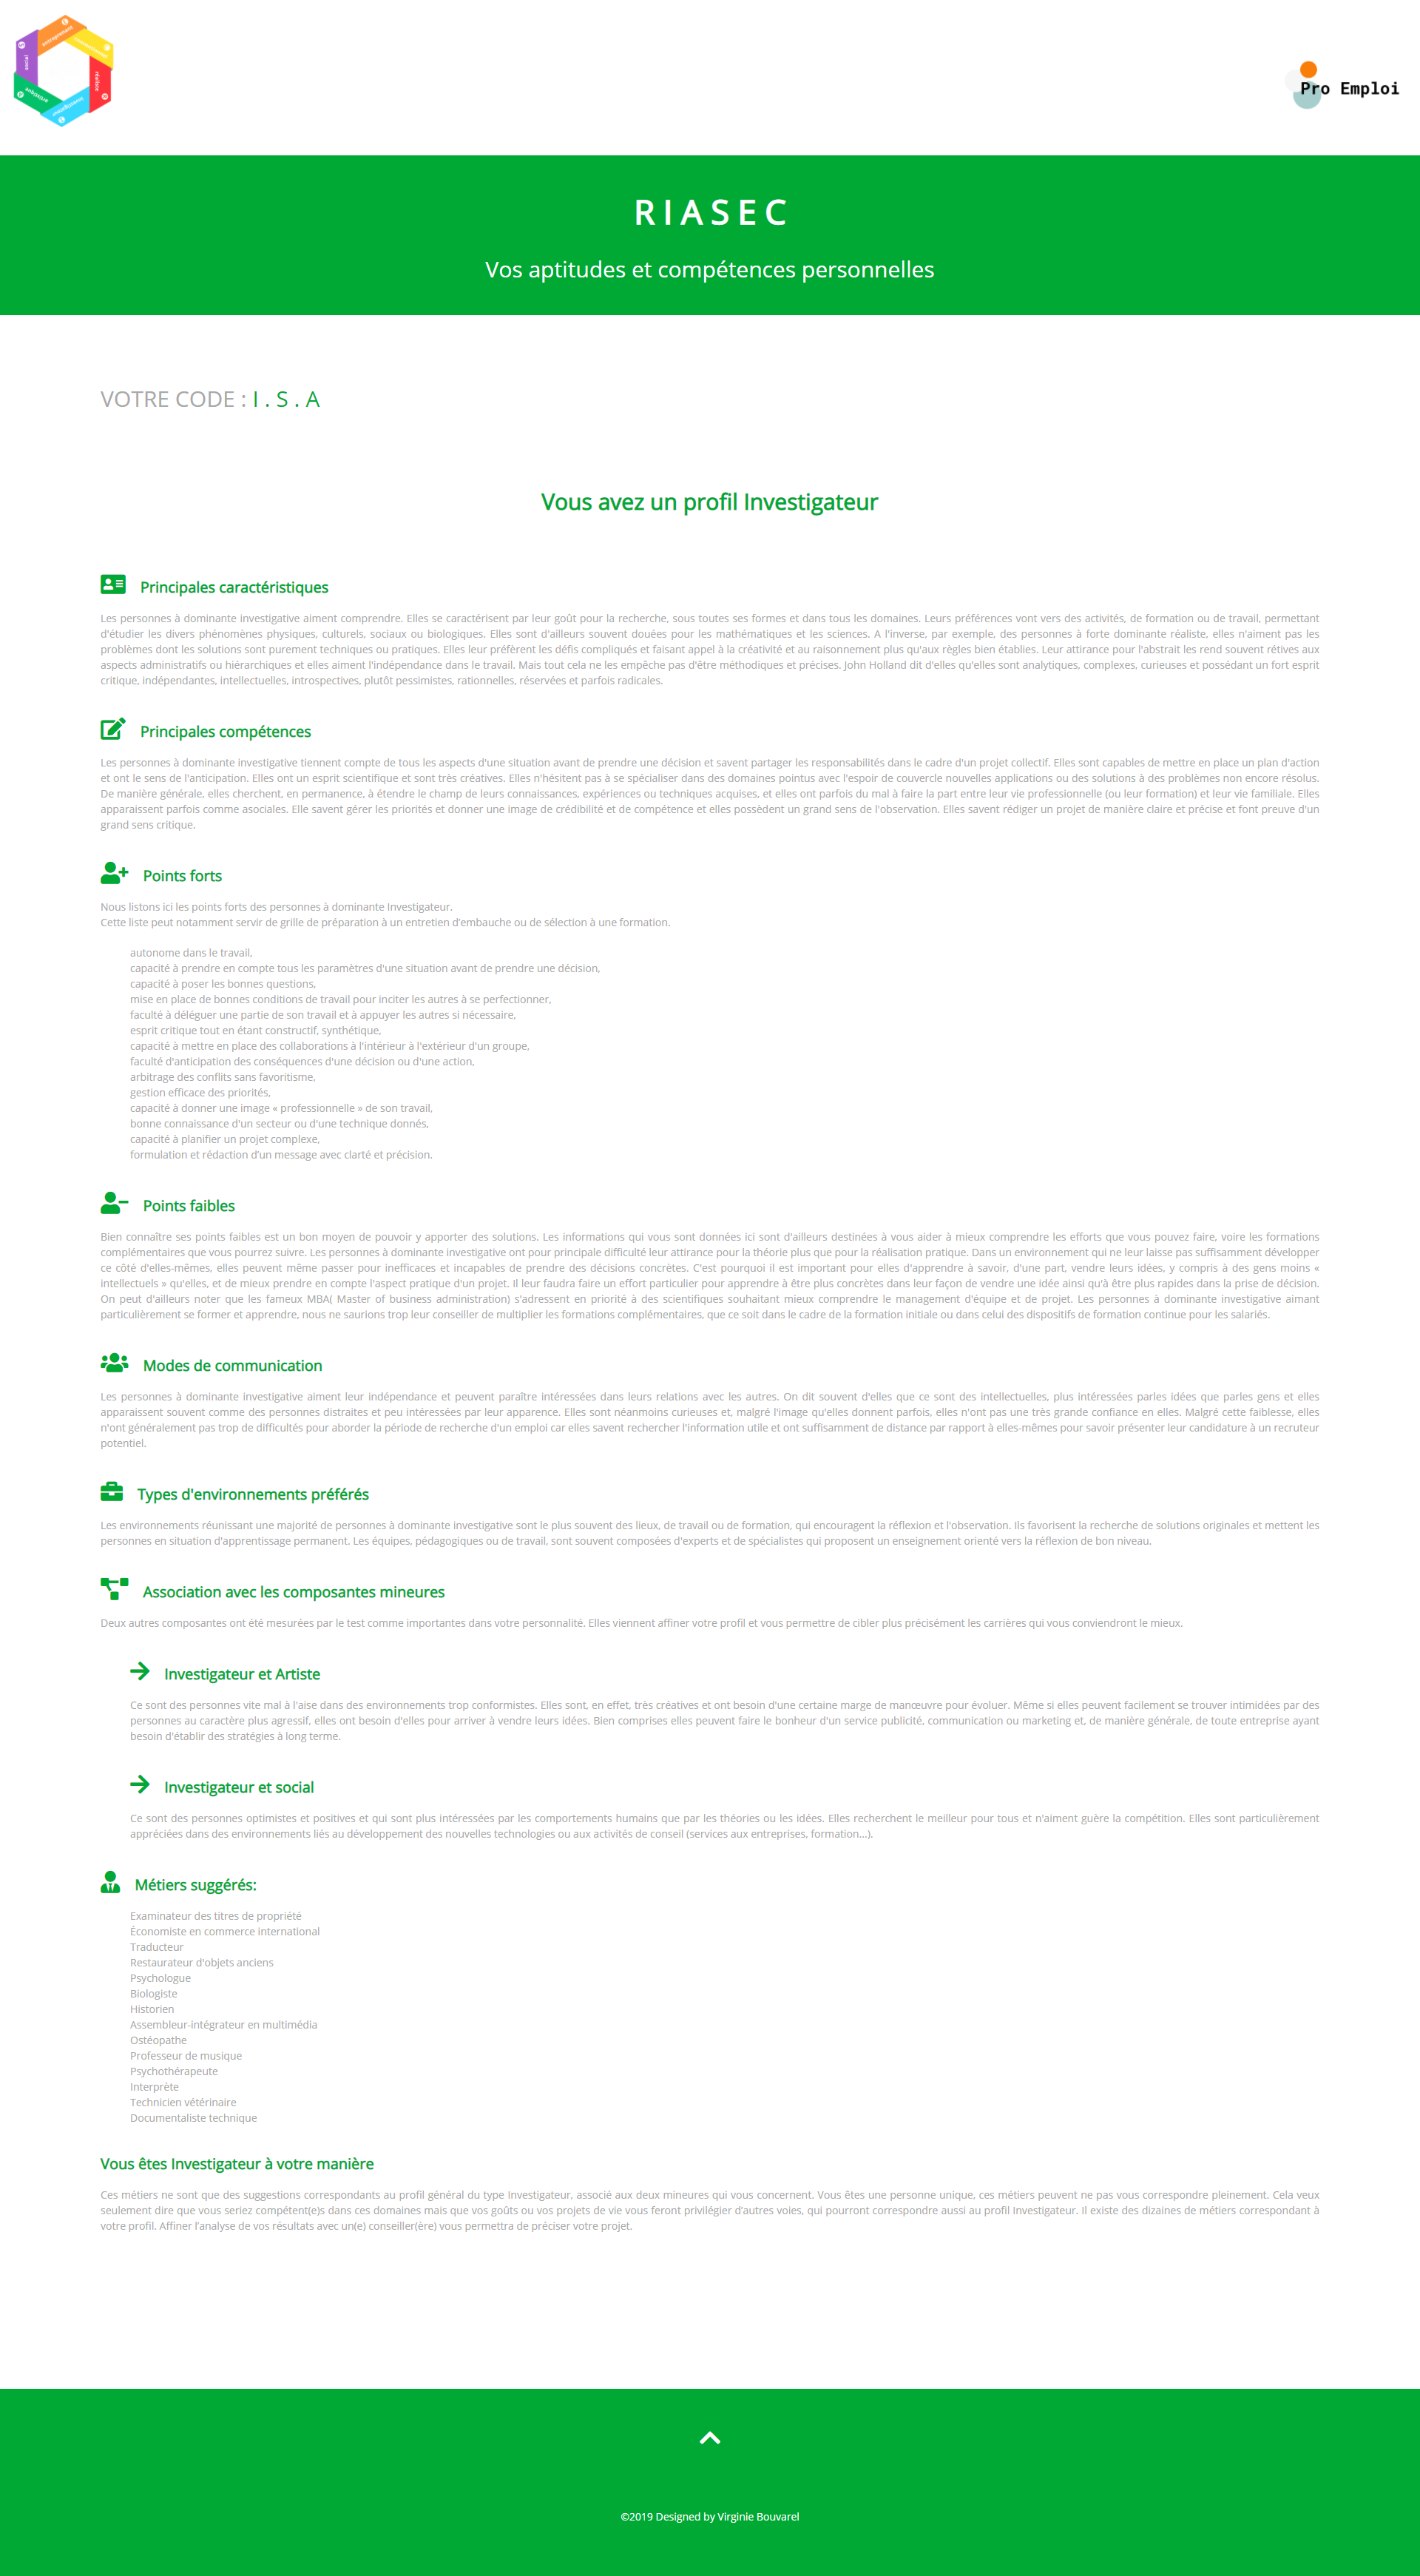 entreprenant
conventionnel
réaliste
investigateur
artistique
social
Pro Emploi
RIASEC
Vos aptitudes et compétences personnelles
VOTRE CODE : I . S . A
Vous avez un profil Investigateur
Principales caractéristiques
Les personnes à dominante investigative aiment comprendre. Elles se caractérisent par leur goût pour la recherche, sous toutes ses formes et dans tous les domaines. Leurs préférences vont vers des activités, de formation ou de travail, permettant
d'étudier les divers phénomènes physiques, culturels, sociaux ou biologiques. Elles sont d'ailleurs souvent douées pour les mathématiques et les sciences. A l'inverse, par exemple, des personnes à forte dominante réaliste, elles n'aiment pas les
problèmes dont les solutions sont purement techniques ou pratiques. Elles leur préfèrent les défis compliqués et faisant appel à la créativité et au raisonnement plus qu'aux règles bien établies. Leur attirance pour l'abstrait les rend souvent rétives aux
aspects administratifs ou hiérarchiques et elles aiment l'indépendance dans le travail. Mais tout cela ne les empêche pas d'être méthodiques et précises. John Holland dit d'elles qu'elles sont analytiques, complexes, curieuses et possédant un fort esprit
critique, indépendantes, intellectuelles, introspectives, plutôt pessimistes, rationnelles, réservées et parfois radicales.
Principales compétences
Les personnes à dominante investigative tiennent compte de tous les aspects d'une situation avant de prendre une décision et savent partager les responsabilités dans le cadre d'un projet collectif. Elles sont capables de mettre en place un plan d'action
et ont le sens de l'anticipation. Elles ont un esprit scientifique et sont très créatives. Elles n'hésitent pas à se spécialiser dans des domaines pointus avec l'espoir de couvercle nouvelles applications ou des solutions à des problèmes non encore résolus.
De manière générale, elles cherchent, en permanence, à étendre le champ de leurs connaissances, expériences ou techniques acquises, et elles ont parfois du mal à faire la part entre leur vie professionnelle (ou leur formation) et leur vie familiale. Elles
apparaissent parfois comme asociales. Elle savent gérer les priorités et donner une image de crédibilité et de compétence et elles possèdent un grand sens de l'observation. Elles savent rédiger un projet de manière claire et précise et font preuve d'un
grand sens critique.
Points forts
Nous listons ici les points forts des personnes à dominante Investigateur.
Cette liste peut notamment servir de grille de préparation à un entretien d’embauche ou de sélection à une formation.
autonome dans le travail,
capacité à prendre en compte tous les paramètres d'une situation avant de prendre une décision,
capacité à poser les bonnes questions,
mise en place de bonnes conditions de travail pour inciter les autres à se perfectionner,
faculté à déléguer une partie de son travail et à appuyer les autres si nécessaire,
esprit critique tout en étant constructif, synthétique,
capacité à mettre en place des collaborations à l'intérieur à l'extérieur d'un groupe,
faculté d'anticipation des conséquences d'une décision ou d'une action,
arbitrage des conflits sans favoritisme,
gestion efficace des priorités,
capacité à donner une image « professionnelle » de son travail,
bonne connaissance d'un secteur ou d'une technique donnés,
capacité à planifier un projet complexe,
formulation et rédaction d’un message avec clarté et précision.
Points faibles
Bien connaître ses points faibles est un bon moyen de pouvoir y apporter des solutions. Les informations qui vous sont données ici sont d'ailleurs destinées à vous aider à mieux comprendre les efforts que vous pouvez faire, voire les formations
complémentaires que vous pourrez suivre. Les personnes à dominante investigative ont pour principale difficulté leur attirance pour la théorie plus que pour la réalisation pratique. Dans un environnement qui ne leur laisse pas suffisamment développer
ce côté d'elles-mêmes, elles peuvent même passer pour inefficaces et incapables de prendre des décisions concrètes. C'est pourquoi il est important pour elles d'apprendre à savoir, d'une part, vendre leurs idées, y compris à des gens moins «
intellectuels » qu'elles, et de mieux prendre en compte l'aspect pratique d'un projet. Il leur faudra faire un effort particulier pour apprendre à être plus concrètes dans leur façon de vendre une idée ainsi qu'à être plus rapides dans la prise de décision.
On peut d'ailleurs noter que les fameux MBA( Master of business administration) s'adressent en priorité à des scientifiques souhaitant mieux comprendre le management d'équipe et de projet. Les personnes à dominante investigative aimant
particulièrement se former et apprendre, nous ne saurions trop leur conseiller de multiplier les formations complémentaires, que ce soit dans le cadre de la formation initiale ou dans celui des dispositifs de formation continue pour les salariés.
Modes de communication
Les personnes à dominante investigative aiment leur indépendance et peuvent paraître intéressées dans leurs relations avec les autres. On dit souvent d'elles que ce sont des intellectuelles, plus intéressées parles idées que parles gens et elles
apparaissent souvent comme des personnes distraites et peu intéressées par leur apparence. Elles sont néanmoins curieuses et, malgré l'image qu'elles donnent parfois, elles n'ont pas une très grande confiance en elles. Malgré cette faiblesse, elles
n'ont généralement pas trop de difficultés pour aborder la période de recherche d'un emploi car elles savent rechercher l'information utile et ont suffisamment de distance par rapport à elles-mêmes pour savoir présenter leur candidature à un recruteur
potentiel.
Types d'environnements préférés
Les environnements réunissant une majorité de personnes à dominante investigative sont le plus souvent des lieux, de travail ou de formation, qui encouragent la réflexion et l'observation. Ils favorisent la recherche de solutions originales et mettent les
personnes en situation d'apprentissage permanent. Les équipes, pédagogiques ou de travail, sont souvent composées d'experts et de spécialistes qui proposent un enseignement orienté vers la réflexion de bon niveau.
Association avec les composantes mineures
Deux autres composantes ont été mesurées par le test comme importantes dans votre personnalité. Elles viennent affiner votre profil et vous permettre de cibler plus précisément les carrières qui vous conviendront le mieux.
Investigateur et Artiste
Ce sont des personnes vite mal à l'aise dans des environnements trop conformistes. Elles sont, en effet, très créatives et ont besoin d'une certaine marge de manœuvre pour évoluer. Même si elles peuvent facilement se trouver intimidées par des
personnes au caractère plus agressif, elles ont besoin d'elles pour arriver à vendre leurs idées. Bien comprises elles peuvent faire le bonheur d'un service publicité, communication ou marketing et, de manière générale, de toute entreprise ayant
besoin d'établir des stratégies à long terme.
Investigateur et social
Ce sont des personnes optimistes et positives et qui sont plus intéressées par les comportements humains que par les théories ou les idées. Elles recherchent le meilleur pour tous et n'aiment guère la compétition. Elles sont particulièrement
appréciées dans des environnements liés au développement des nouvelles technologies ou aux activités de conseil (services aux entreprises, formation...).
Métiers suggérés:
Examinateur des titres de propriété
Économiste en commerce international
Traducteur
Restaurateur d'objets anciens
Psychologue
Biologiste
Historien
Assembleur-intégrateur en multimédia
Ostéopathe
Professeur de musique
Psychothérapeute
Interprète
Technicien vétérinaire
Documentaliste technique
Vous êtes Investigateur à votre manière
Ces métiers ne sont que des suggestions correspondants au profil général du type Investigateur, associé aux deux mineures qui vous concernent. Vous êtes une personne unique, ces métiers peuvent ne pas vous correspondre pleinement. Cela veux
seulement dire que vous seriez compétent(e)s dans ces domaines mais que vos goûts ou vos projets de vie vous feront privilégier d’autres voies, qui pourront correspondre aussi au profil Investigateur. Il existe des dizaines de métiers correspondant à
votre profil. Affiner l’analyse de vos résultats avec un(e) conseiller(ère) vous permettra de préciser votre projet.
©2019 Designed by Virginie Bouvarel